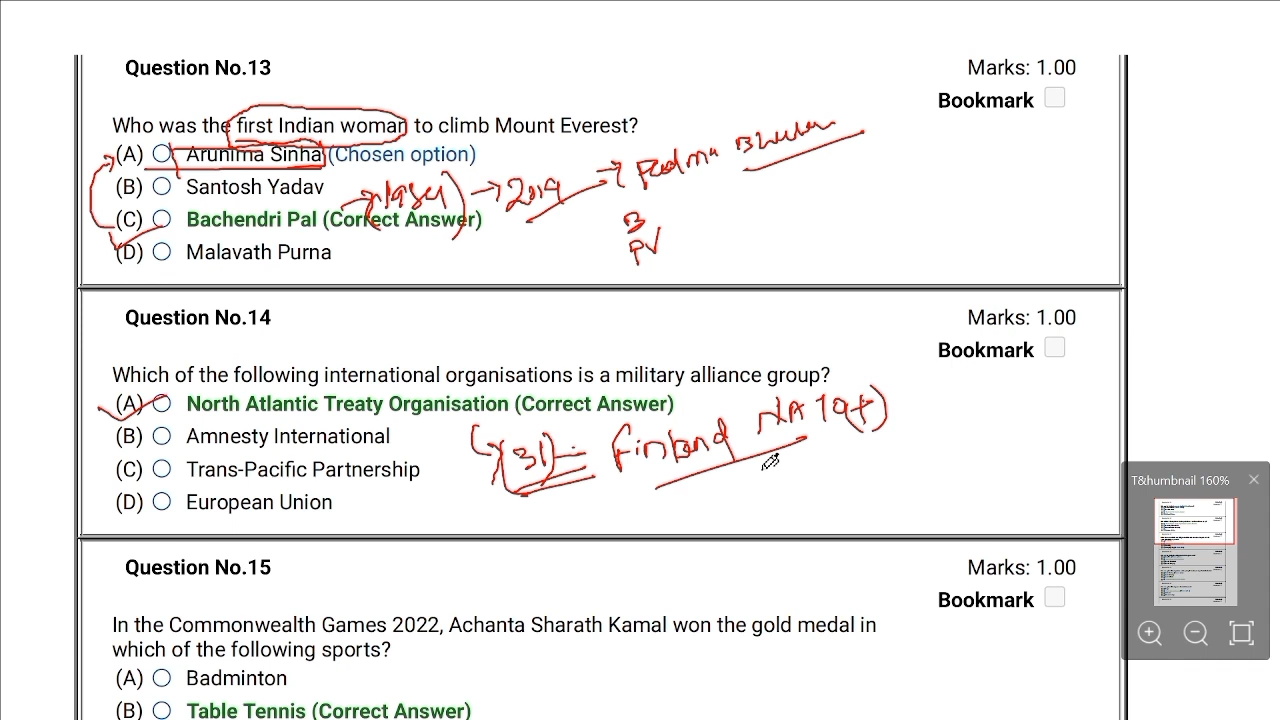 Question No.13 Marks: 1.00
Bookmark
Who was the first Indian woman to climb Mount Everest?
(A) Arunima Sinha (Chosen option)
(B) Santosh Yadav
(C) Bachendri Pal (Correct Answer)
(D) Malavath Purna
→ 1984) → 2019 → Padma Bhushan
B
PV
Question No.14 Marks: 1.00
Bookmark
Which of the following international organisations is a military alliance group?
(A) North Atlantic Treaty Organisation (Correct Answer)
(B) Amnesty International
(C) Trans-Pacific Partnership
(D) European Union
(31) = Finland
Question No.15 Marks: 1.00
Bookmark
In the Commonwealth Games 2022, Achanta Sharath Kamal won the gold medal in
which of the following sports?
(A) Badminton
(B) Table Tennis (Correct Answer)
T&humbnail 160%